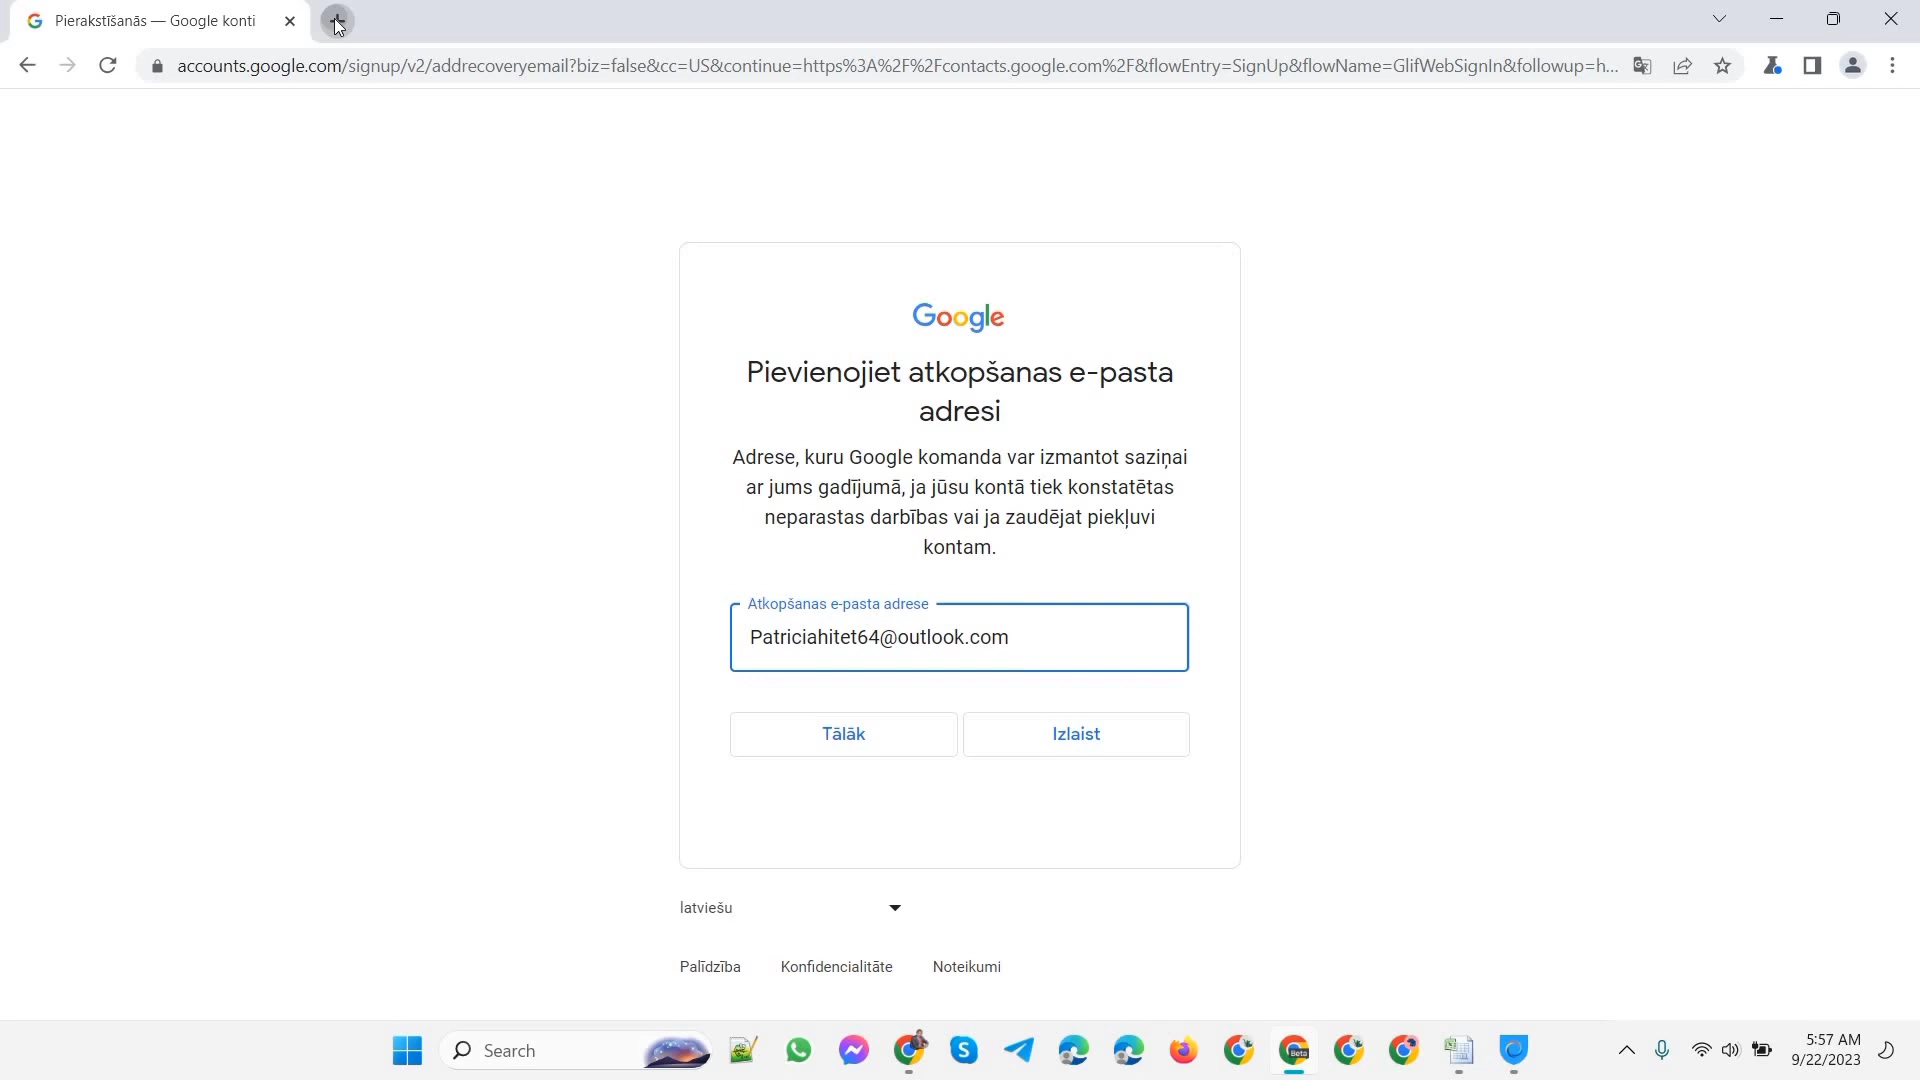 Pierakstīšanās — Google konti
accounts.google.com/signup/v2/addrecoveryemail?biz=false&cc=US&continue=https%3A%2F%2Fcontacts.google.com%2F&flowEntry=SignUp&flowName=GlifWebSignIn&followup=h...
Google
Pievienojiet atkopšanas e-pasta
adresi
Adrese, kuru Google komanda var izmantot saziņai
ar jums gadījumā, ja jūsu kontā tiek konstatētas
neparastas darbības vai ja zaudējat piekļuvi
kontam.
Atkopšanas e-pasta adrese
Patriciahitet64@outlook.com
Tālāk Izlaist
latviešu
Palīdzība Konfidencialitāte Noteikumi
Search
Beta
5:57 AM
9/22/2023